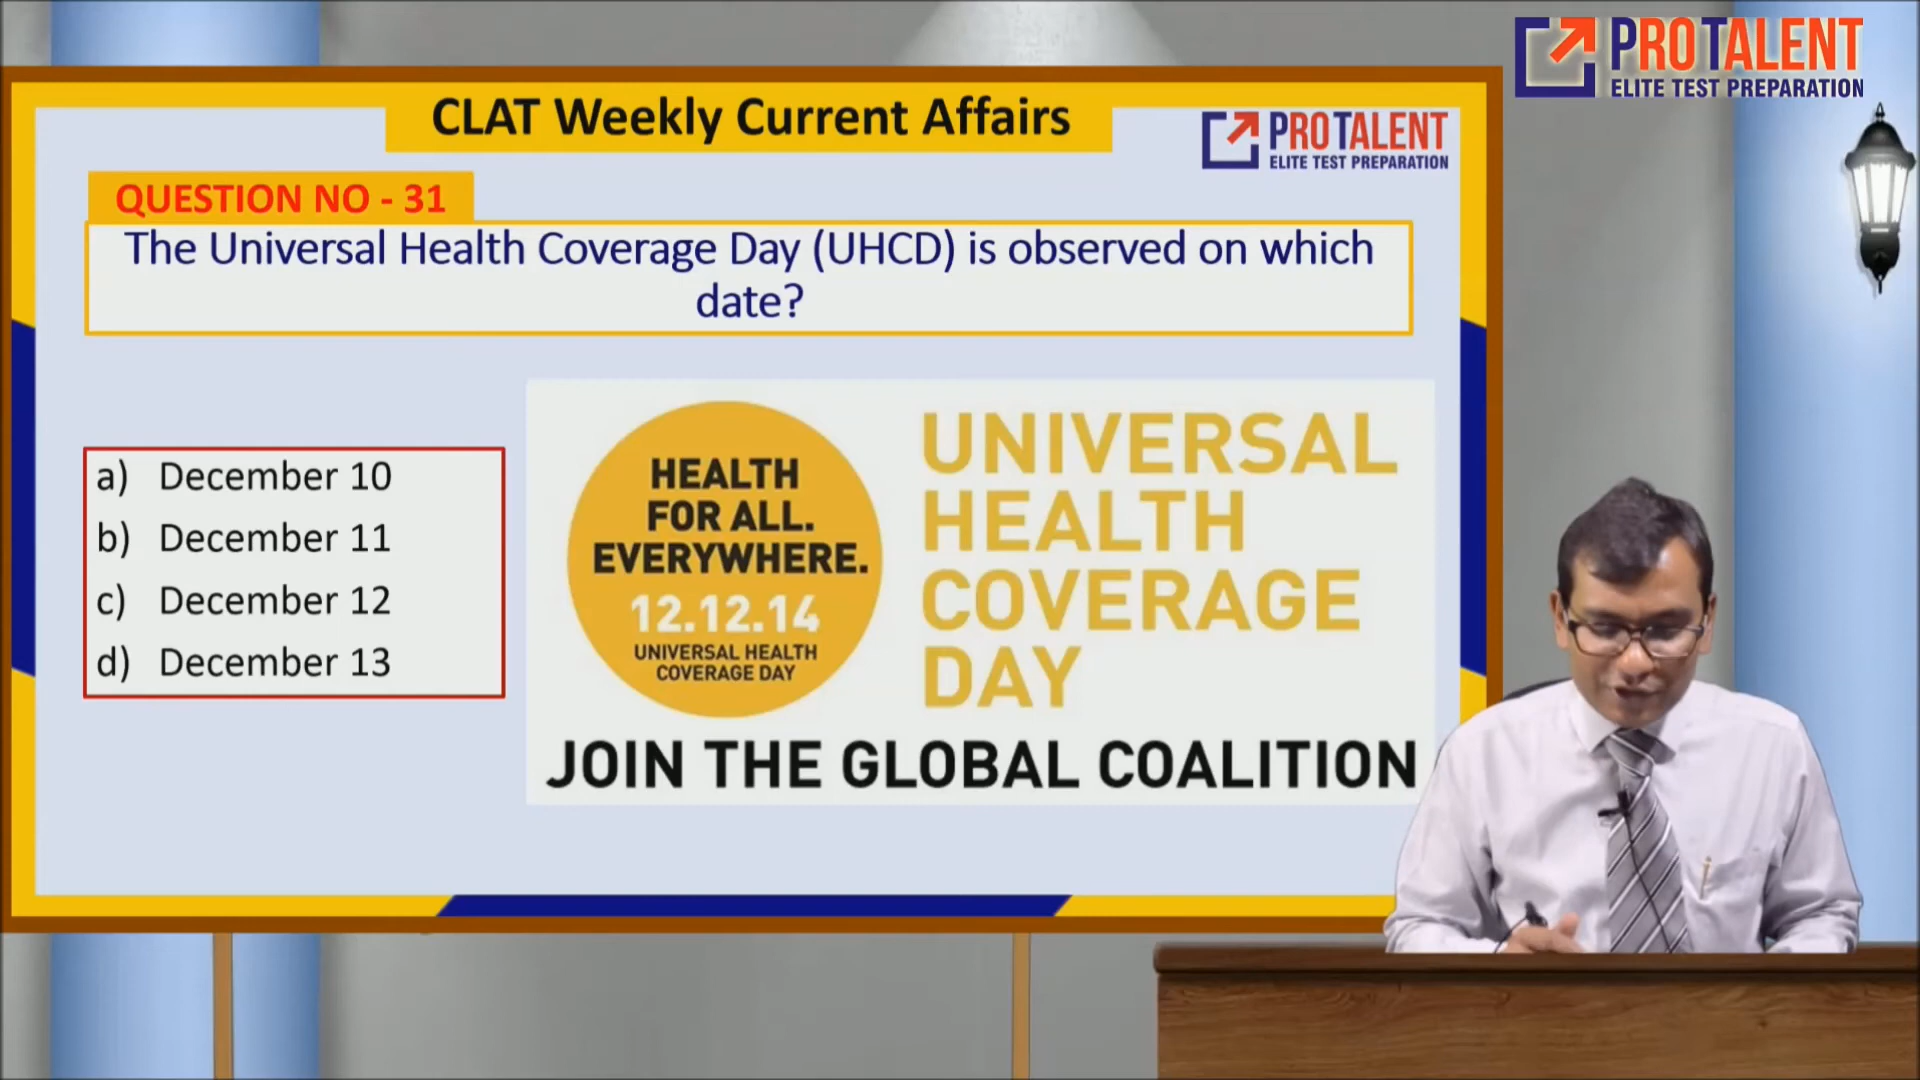 PROTALENT
ELITE TEST PREPARATION
CLAT Weekly Current Affairs
PROTALENT
ELITE TEST PREPARATION
QUESTION NO - 31
The Universal Health Coverage Day (UHCD) is observed on which
date?
a) December 10
b) December 11
c) December 12
d) December 13
HEALTH
FOR ALL.
EVERYWHERE.
12.12.14
UNIVERSAL HEALTH
COVERAGE DAY
UNIVERSAL
HEALTH
COVERAGE
DAY
JOIN THE GLOBAL COALITION